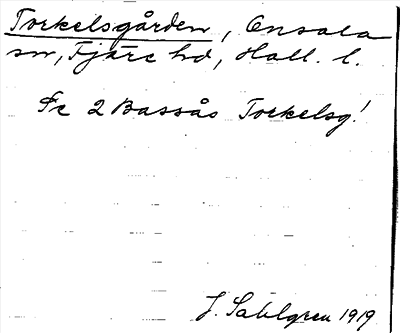 Torkelsgården, Onsala
sn, Fjäre hd, Hall. l.
Se 2 Bassås Torkelsg!
J. Sahlgren 1919